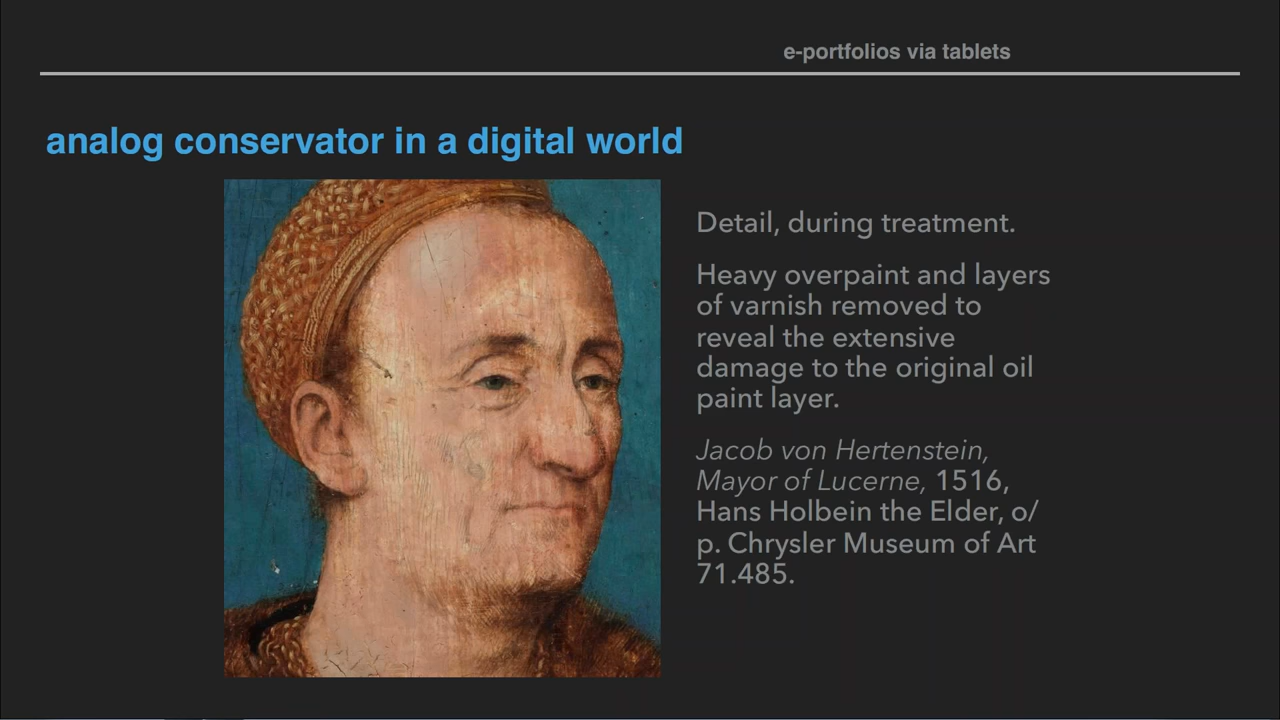 e-portfolios via tablets
analog conservator in a digital world
Detail, during treatment.
Heavy overpaint and layers
of varnish removed to
reveal the extensive
damage to the original oil
paint layer.
Jacob von Hertenstein,
Mayor of Lucerne, 1516,
Hans Holbein the Elder, o/
p. Chrysler Museum of Art
71.485.